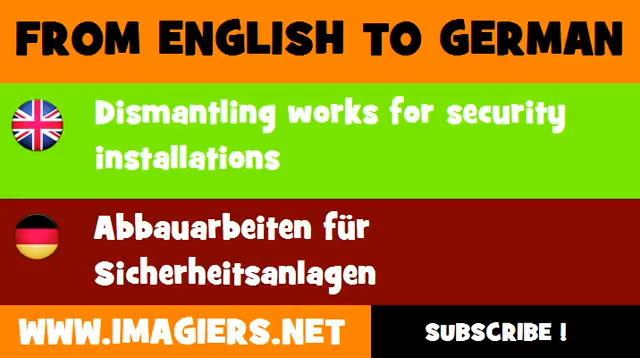 FROM ENGLISH TO GERMAN
Dismantling works for security
installations
Abbauarbeiten für
Sicherheitsanlagen
WWW.IMAGIERS.NET
SUBSCRIBE !